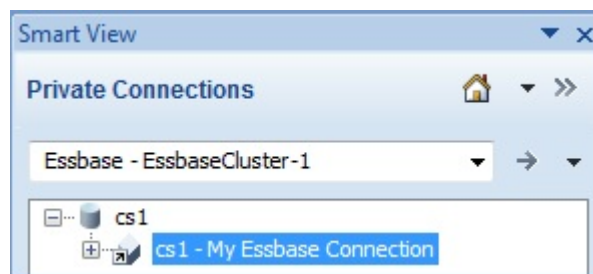 Smart View
Private Connections
Essbase - EssbaseCluster-1
cs1
cs1 - My Essbase Connection